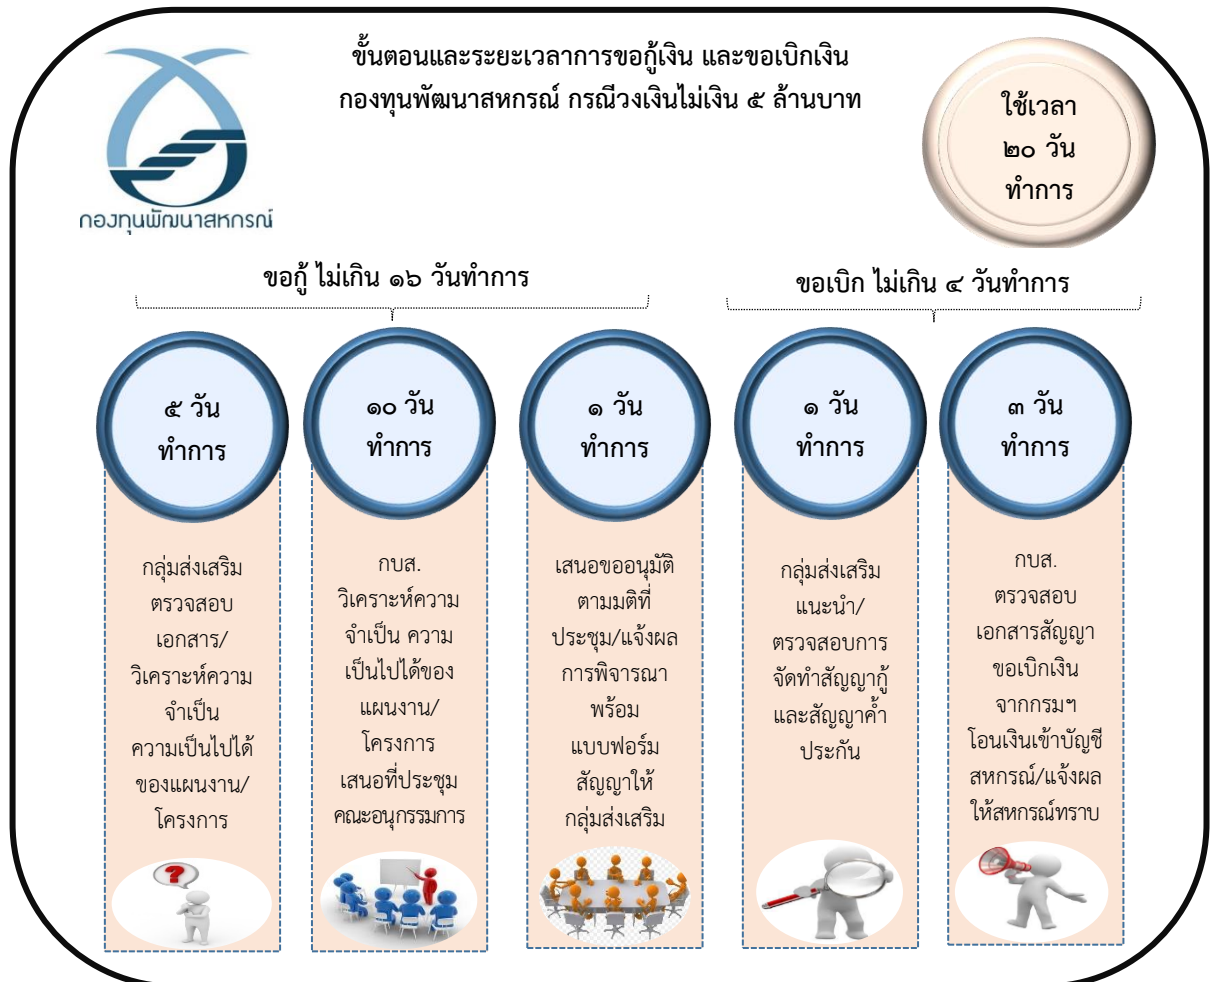 ขั้นตอนและระยะเวลาการขอกู้เงิน และขอเบิกเงิน
กองทุนพัฒนาสหกรณ์ กรณีวงเงินไม่เงิน ๕ ล้านบาท
ใช้เวลา
๒๐ วัน
ทำการ
กองทุนพัฒนาสหกรณ์
ขอกู้ ไม่เกิน ๑๖ วันทำการ
ขอเบิก ไม่เกิน ๔ วันทำการ
๕ วัน
ทำการ
กลุ่มส่งเสริม
ตรวจสอบ
เอกสาร/
วิเคราะห์ความ
จำเป็น
ความเป็นไปได้
ของแผนงาน/
โครงการ
๑๐ วัน
ทำการ
กบส.
วิเคราะห์ความ
จำเป็น ความ
เป็นไปได้ของ
แผนงาน/
โครงการ
เสนอที่ประชุม
คณะอนุกรรมการ
๑ วัน
ทำการ
เสนอขออนุมัติ
ตามมติที่
ประชุม/แจ้งผล
การพิจารณา
พร้อม
แบบฟอร์ม
สัญญาให้
กลุ่มส่งเสริม
๑ วัน
ทำการ
กลุ่มส่งเสริม
แนะนำ/
ตรวจสอบการ
จัดทำสัญญากู้
และสัญญาค้ำ
ประกัน
๓ วัน
ทำการ
กบส.
ตรวจสอบ
เอกสารสัญญา
ขอเบิกเงิน
จากกรมฯ
โอนเงินเข้าบัญชี
สหกรณ์/แจ้งผล
ให้สหกรณ์ทราบ